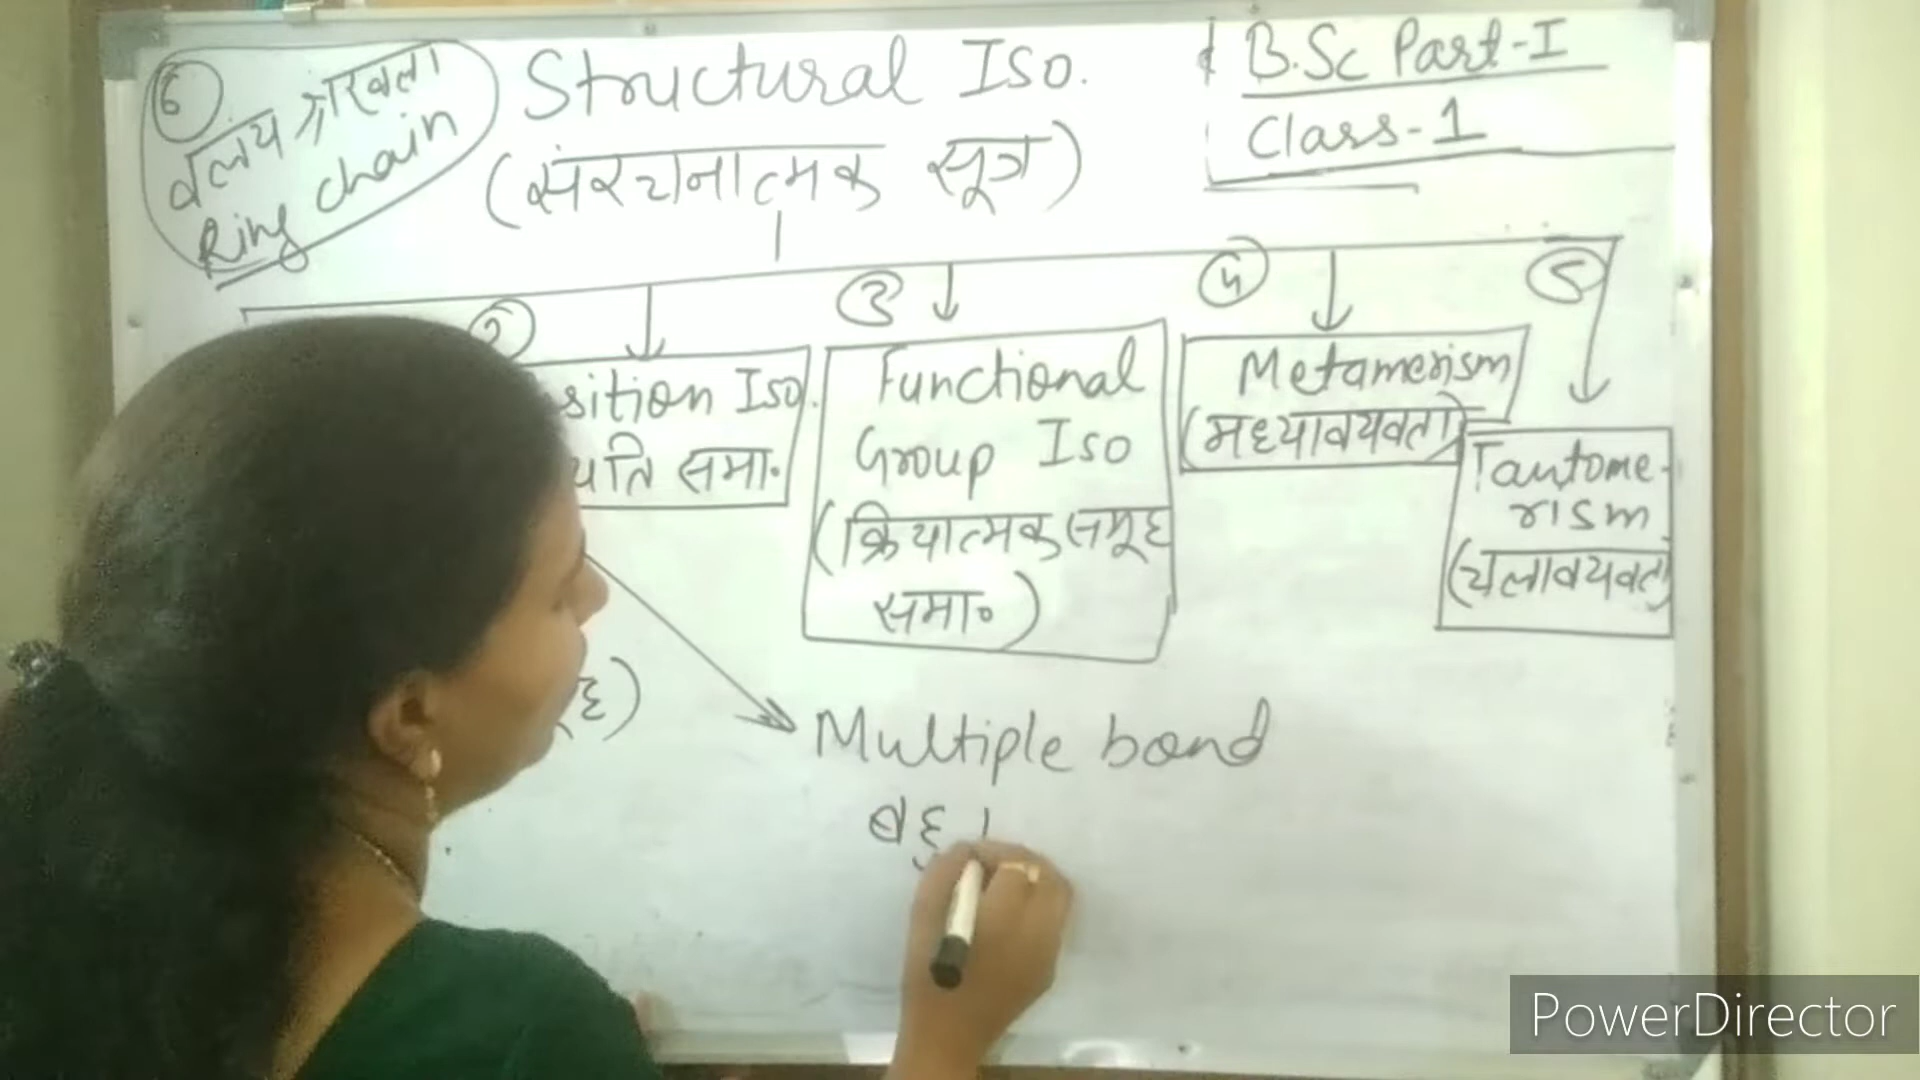 6
वलय श्रृंखला
Ring chain
Structural Iso.
(संरचनात्मक सूत्र)
B.Sc Part-I
Class-1
2
sition Iso.
थति समा॰
3
Functional
Group Iso
(क्रियात्मक समूह
समा॰)
4
Metamerism
(मध्यावयवता)
5
Tautome-
rism
(चलावयवता)
ूह)
Multiple bond
बहु
PowerDirector